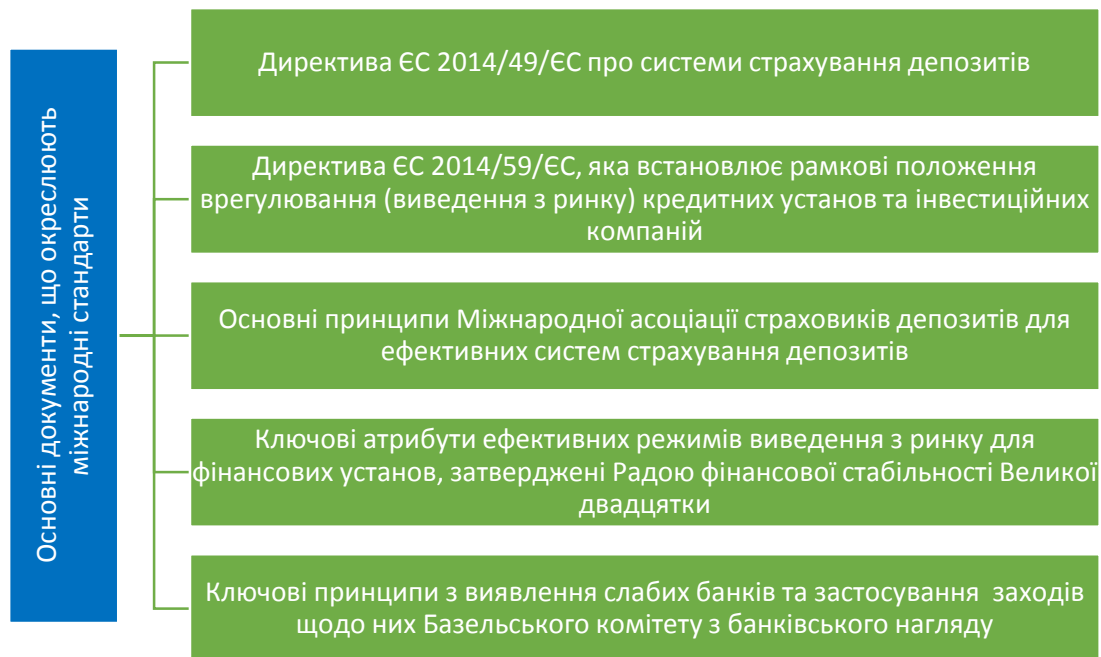 Основні документи, що окреслюють
міжнародні стандарти
Директива ЄС 2014/49/ЄС про системи страхування депозитів
Директива ЄС 2014/59/ЄС, яка встановлює рамкові положення
врегулювання (виведення з ринку) кредитних установ та інвестиційних
компаній
Основні принципи Міжнародної асоціації страховиків депозитів для
ефективних систем страхування депозитів
Ключові атрибути ефективних режимів виведення з ринку для
фінансових установ, затверджені Радою фінансової стабільності Великої
двадцятки
Ключові принципи з виявлення слабих банків та застосування заходів
щодо них Базельського комітету з банківського нагляду